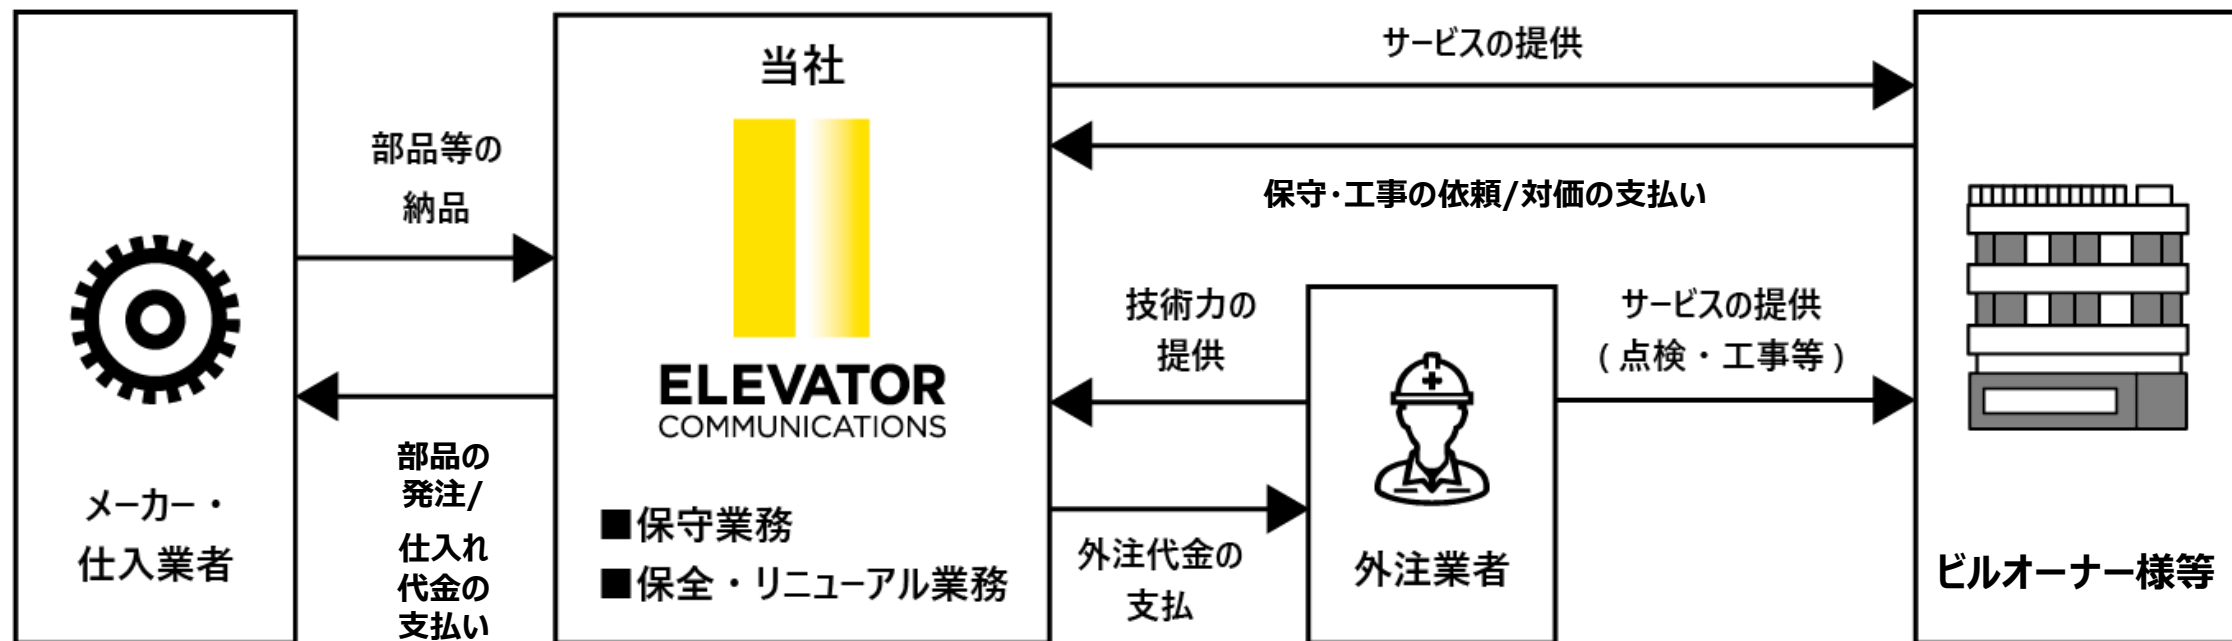 メーカー・
仕入業者
部品等の
納品
部品の
発注/
仕入れ
代金の
支払い
当社
ELEVATOR
COMMUNICATIONS
■保守業務
■保全・リニューアル業務
サービスの提供
保守･工事の依頼/対価の支払い
技術力の
提供
外注代金の
支払
外注業者
サービスの提供
( 点検・工事等 )
ビルオーナー様等